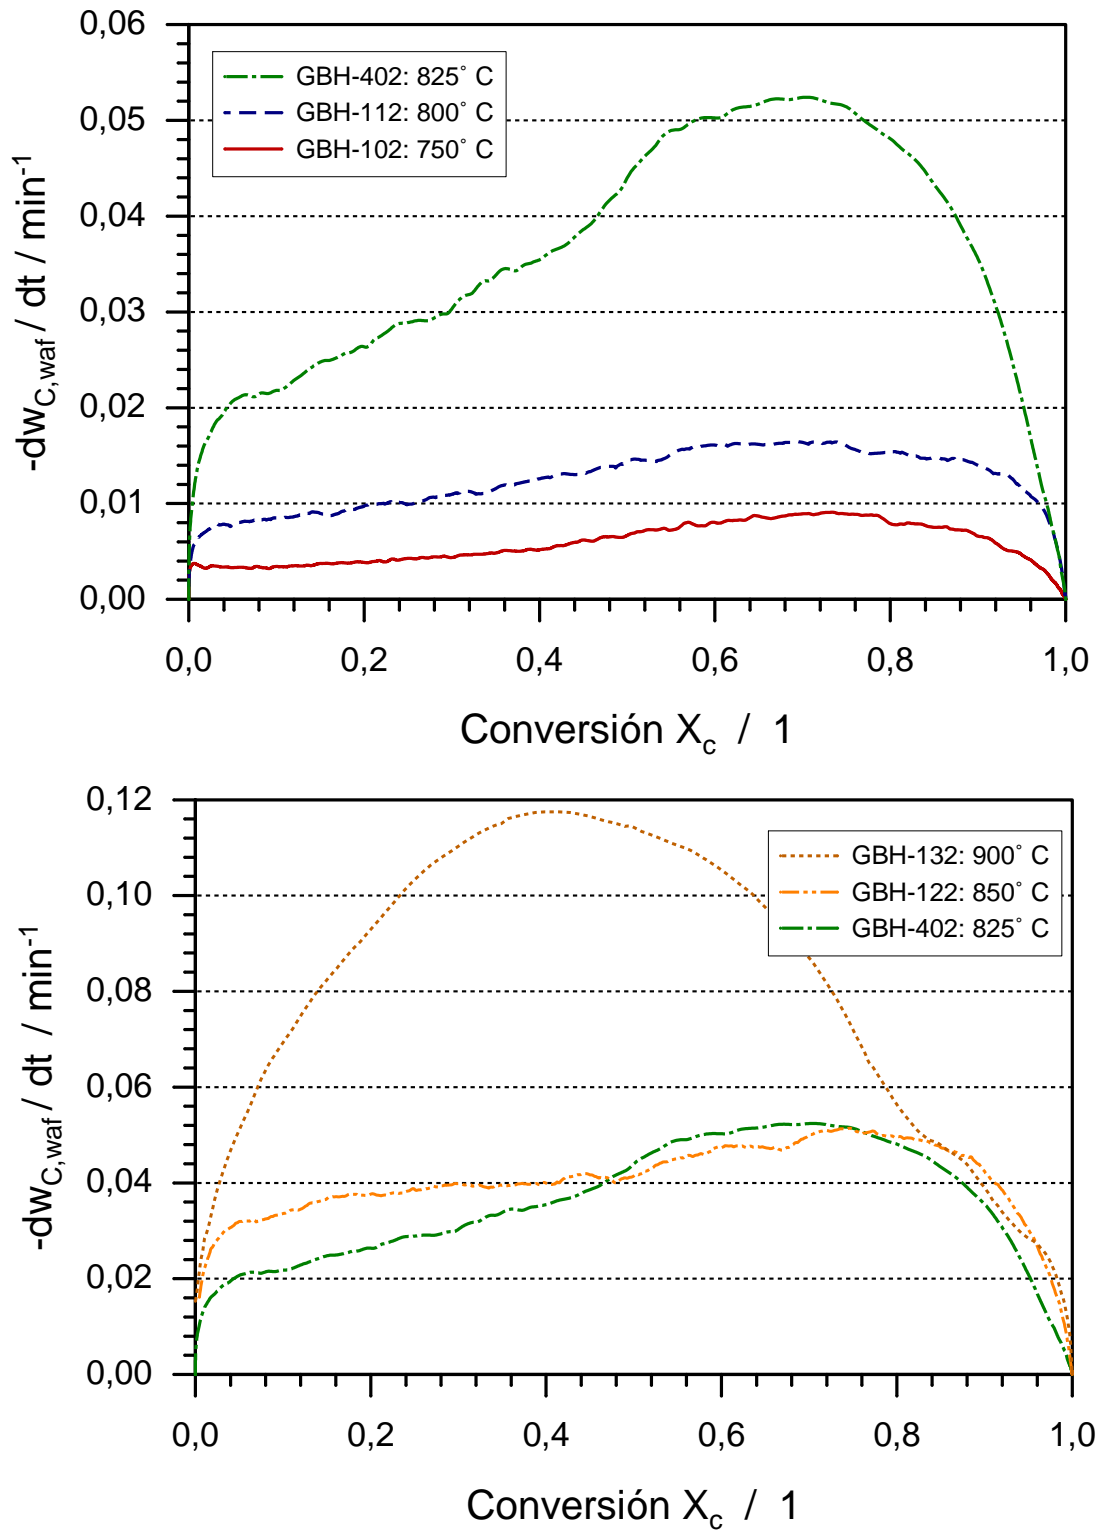 0,06
0,05
0,04
0,03
0,02
0,01
0,00
-dw_C,waf / dt / min^-1
GBH-402: 825° C
GBH-112: 800° C
GBH-102: 750° C
0,0 0,2 0,4 0,6 0,8 1,0
Conversión X_c / 1
0,12
0,10
0,08
0,06
0,04
0,02
0,00
-dw_C,waf / dt / min^-1
GBH-132: 900° C
GBH-122: 850° C
GBH-402: 825° C
0,0 0,2 0,4 0,6 0,8 1,0
Conversión X_c / 1